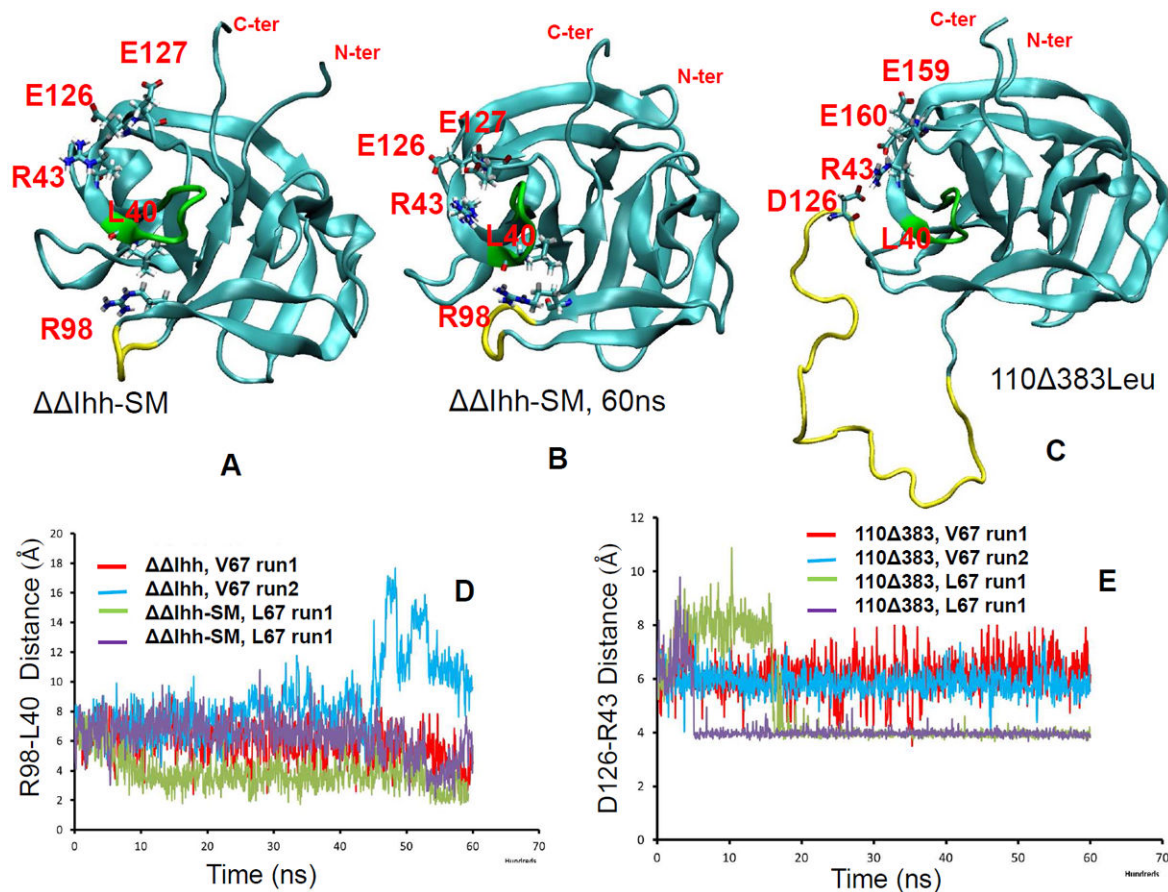 C-ter
N-ter
E127
E126
R43
L40
R98
ΔΔIhh-SM
A
C-ter
N-ter
E127
E126
R43
L40
R98
ΔΔIhh-SM, 60ns
B
C-ter
N-ter
E159
E160
R43
D126
L40
110Δ383Leu
C
R98-L40 Distance (Å)
20
18
16
14
12
10
8
6
4
2
0
ΔΔIhh, V67 run1
ΔΔIhh, V67 run2
ΔΔIhh-SM, L67 run1
ΔΔIhh-SM, L67 run1
D
0 10 20 30 40 50 60 70
Hundreds
Time (ns)
D126-R43 Distance (Å)
12
10
8
6
4
2
0
110Δ383, V67 run1
110Δ383, V67 run2
110Δ383, L67 run1
110Δ383, L67 run1
E
0 10 20 30 40 50 60 70
Hundreds
Time (ns)